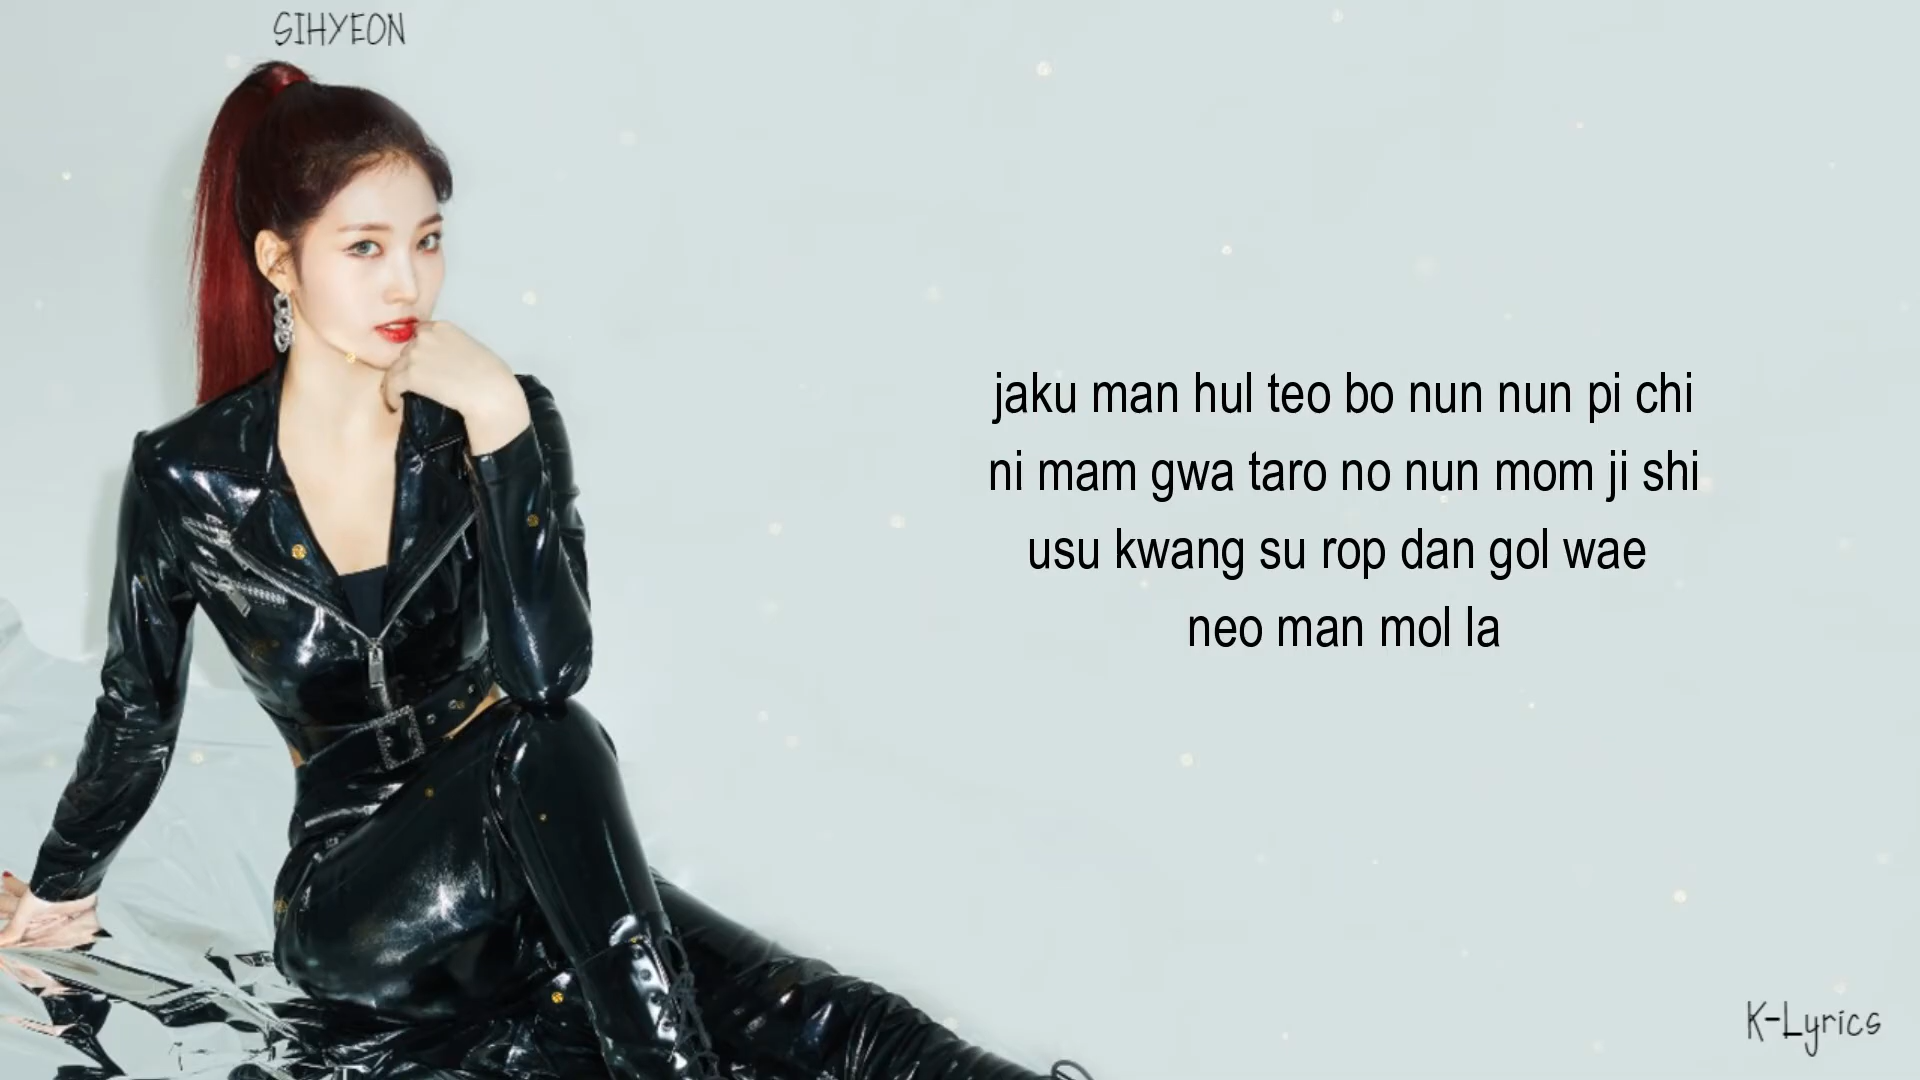 SIHYEON
jaku man hul teo bo nun nun pi chi
ni mam gwa taro no nun mom ji shi
usu kwang su rop dan gol wae
neo man mol la
K-Lyrics